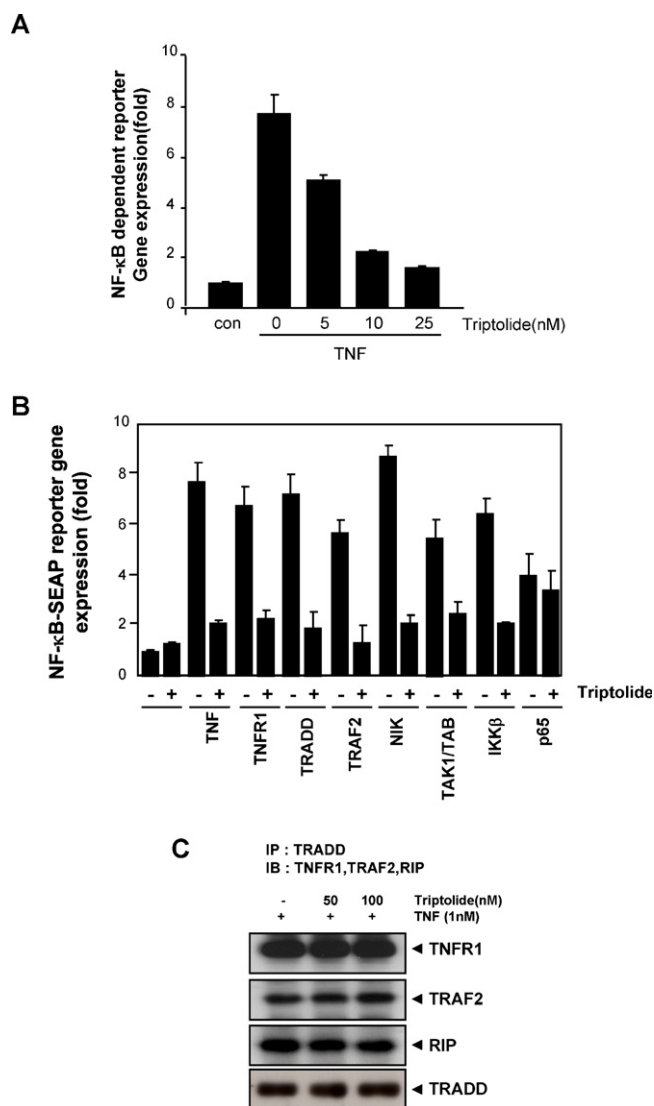 A
NF-κB dependent reporter
Gene expression(fold)
10
8
6
4
2
0
con 0 5 10 25 Triptolide(nM)
TNF
B
NF-κB-SEAP reporter gene
expression (fold)
10
8
6
4
2
0
- + - + - + - + - + - + - + - + - + Triptolide
TNF TNFR1 TRADD TRAF2 NIK TAK1/TAB IKKβ p65
C
IP : TRADD
IB : TNFR1,TRAF2,RIP
- 50 100 Triptolide(nM)
+ + + TNF (1nM)
TNFR1
TRAF2
RIP
TRADD